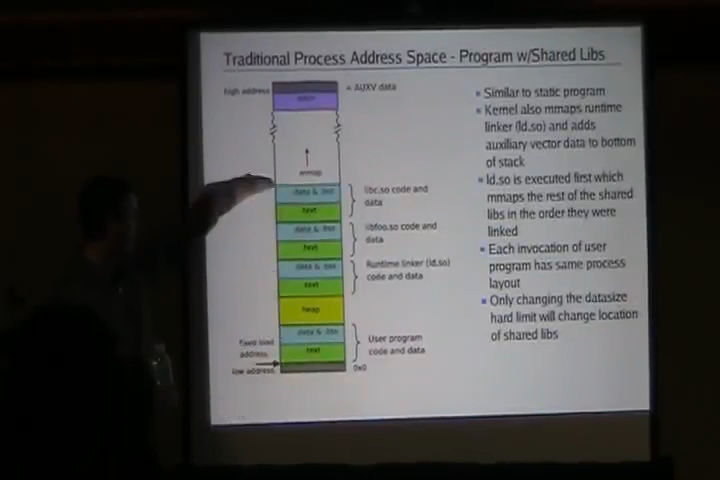 Traditional Process Address Space - Program w/Shared Libs
high address
+ AUXV data
stack
mmap
data & bss
text
libc.so code and
data
data & bss
text
libfoo.so code and
data
data & bss
text
Runtime linker (ld.so)
code and data
heap
data & bss
text
User program
code and data
fixed load
address
low address
0x0
▪ Similar to static program
▪ Kernel also mmaps runtime
linker (ld.so) and adds
auxiliary vector data to bottom
of stack
▪ ld.so is executed first which
mmaps the rest of the shared
libs in the order they were
linked
▪ Each invocation of user
program has same process
layout
▪ Only changing the datasize
hard limit will change location
of shared libs